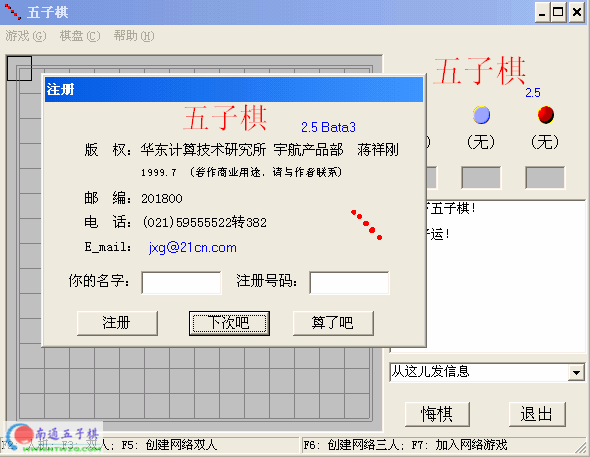 五子棋
游戏(G) 棋盘(C) 帮助(H)
五子棋
2.5
(无) (无)
注册
五子棋 2.5 Bata3
版 权: 华东计算技术研究所 宇航产品部 蒋祥刚
1999.7 (若作商业用途,请与作者联系)
邮 编: 201800
电 话: (021)59555522转382
E_mail: jxg@21cn.com
你的名字: 注册号码:
注册 下次吧 算了吧
五子棋!
运!
从这儿发信息
悔棋 退出
南通五子棋
人; F5: 创建网络双人 F6: 创建网络三人; F7: 加入网络游戏